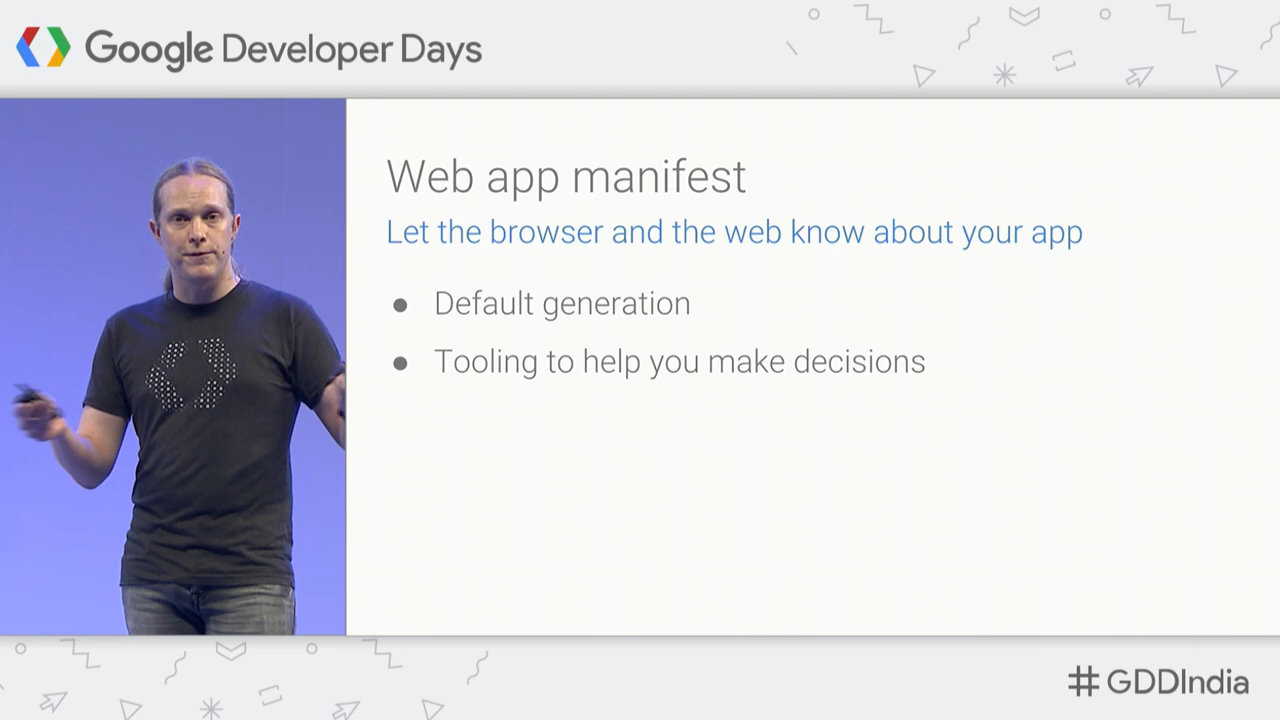 Google Developer Days
Web app manifest
Let the browser and the web know about your app
● Default generation
● Tooling to help you make decisions
#GDDIndia